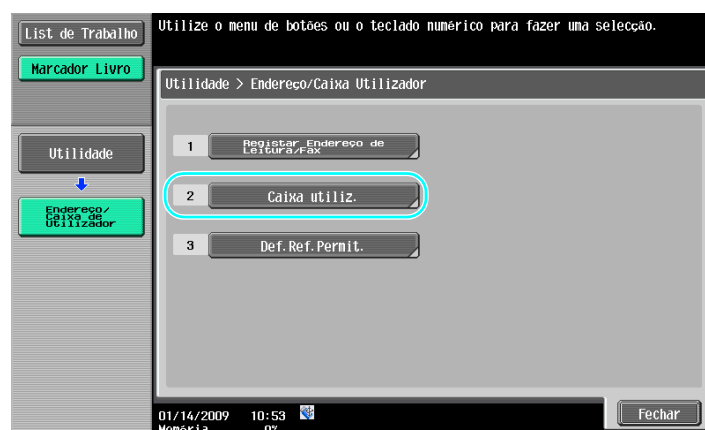 List de Trabalho
Utilize o menu de botões ou o teclado numérico para fazer uma selecção.
Marcador Livro
Utilidade > Endereço/Caixa Utilizador
1 Registar Endereço de
Leitura/Fax
Utilidade
2 Caixa utiliz.
Endereço/
Caixa de
Utilizador
3 Def.Ref.Permit.
01/14/2009 10:53
Memória 0%
Fechar